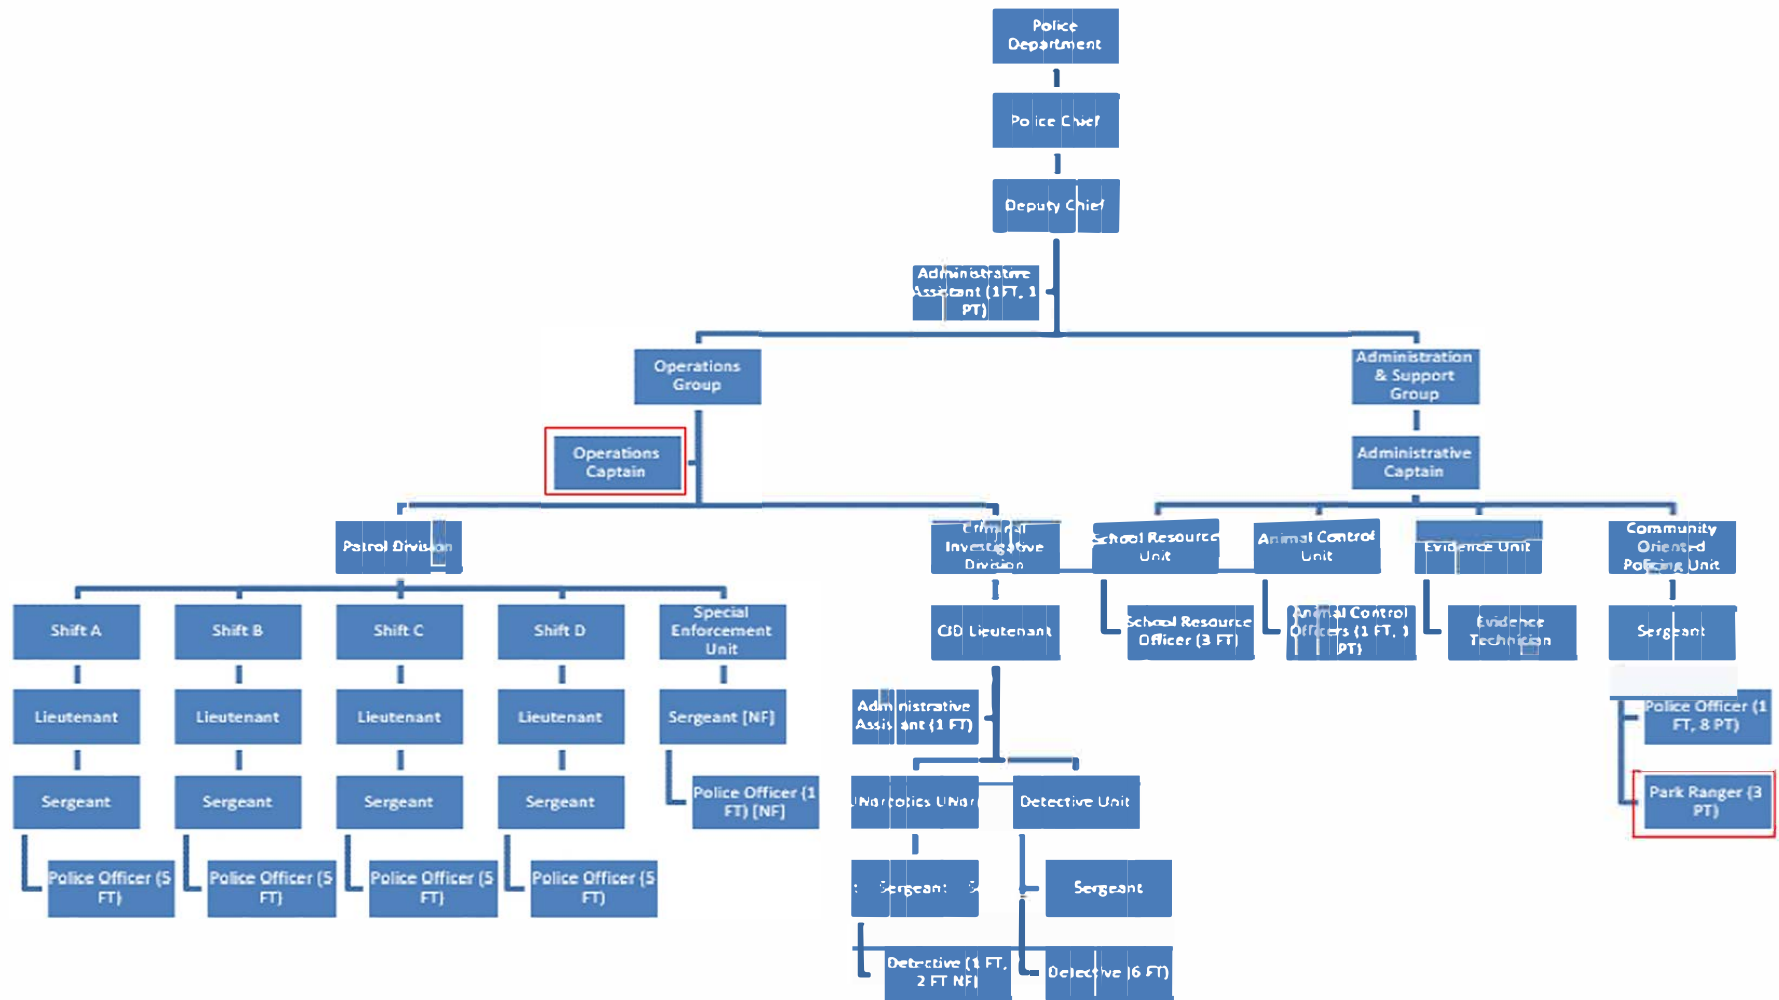 Police
Department
Police Chief
Deputy Chief
Administrative
Assistant (1FT, 1
PT)
Operations
Group
Administration
& Support
Group
Operations
Captain
Administrative
Captain
Patrol Division
Criminal
Investigative
Division
School Resource
Unit
Animal Control
Unit
Evidence Unit
Community
Oriented
Policing Unit
Shift A
Shift B
Shift C
Shift D
Special
Enforcement
Unit
CID Lieutenant
School Resource
Officer (3 FT)
Animal Control
Officers (1 FT, 1
PT)
Evidence
Technician
Sergeant
Lieutenant
Lieutenant
Lieutenant
Lieutenant
Sergeant [NF]
Administrative
Assistant (1 FT)
Police Officer (1
FT, 8 PT)
Sergeant
Sergeant
Sergeant
Sergeant
Police Officer (1
FT) [NF]
Narcotics
Detective Unit
Park Ranger (3
PT)
Police Officer (5
FT)
Police Officer (5
FT)
Police Officer (5
FT)
Police Officer (5
FT)
Sergeant
Sergeant
Detective (1 FT,
2 FT NF)
Detective (6 FT)